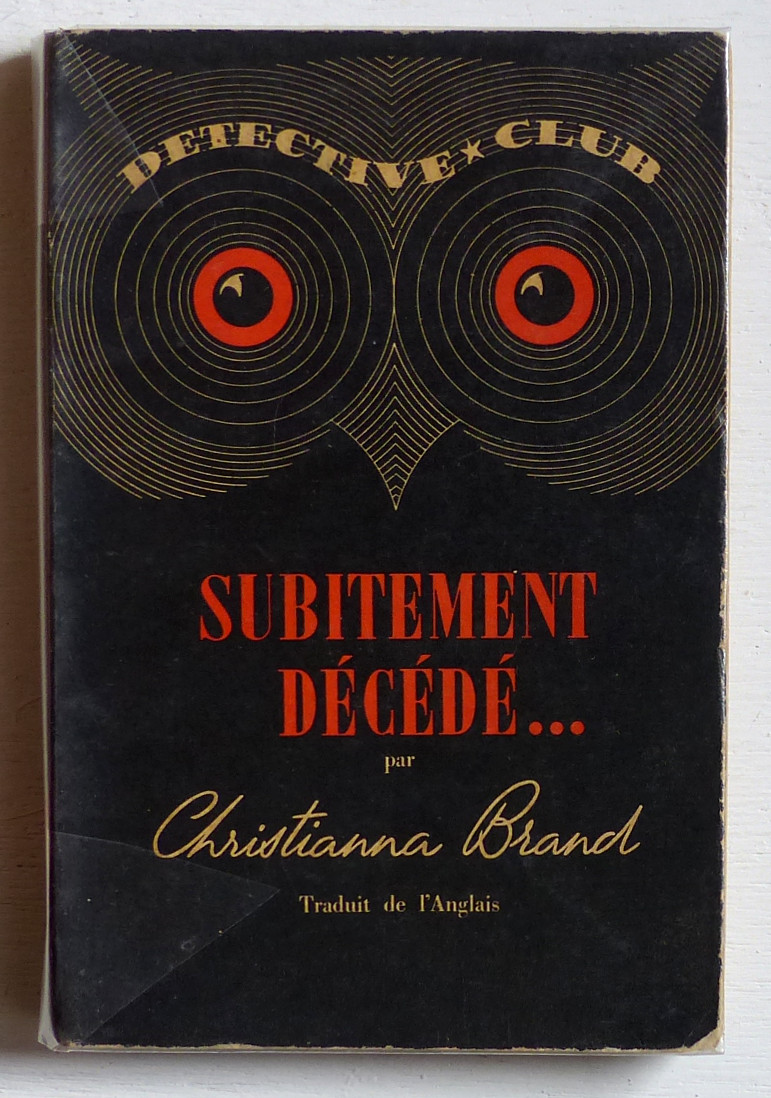 DETECTIVE★CLUB
SUBITEMENT
DÉCÉDÉ...
par
Christianna Brand
Traduit de l'Anglais